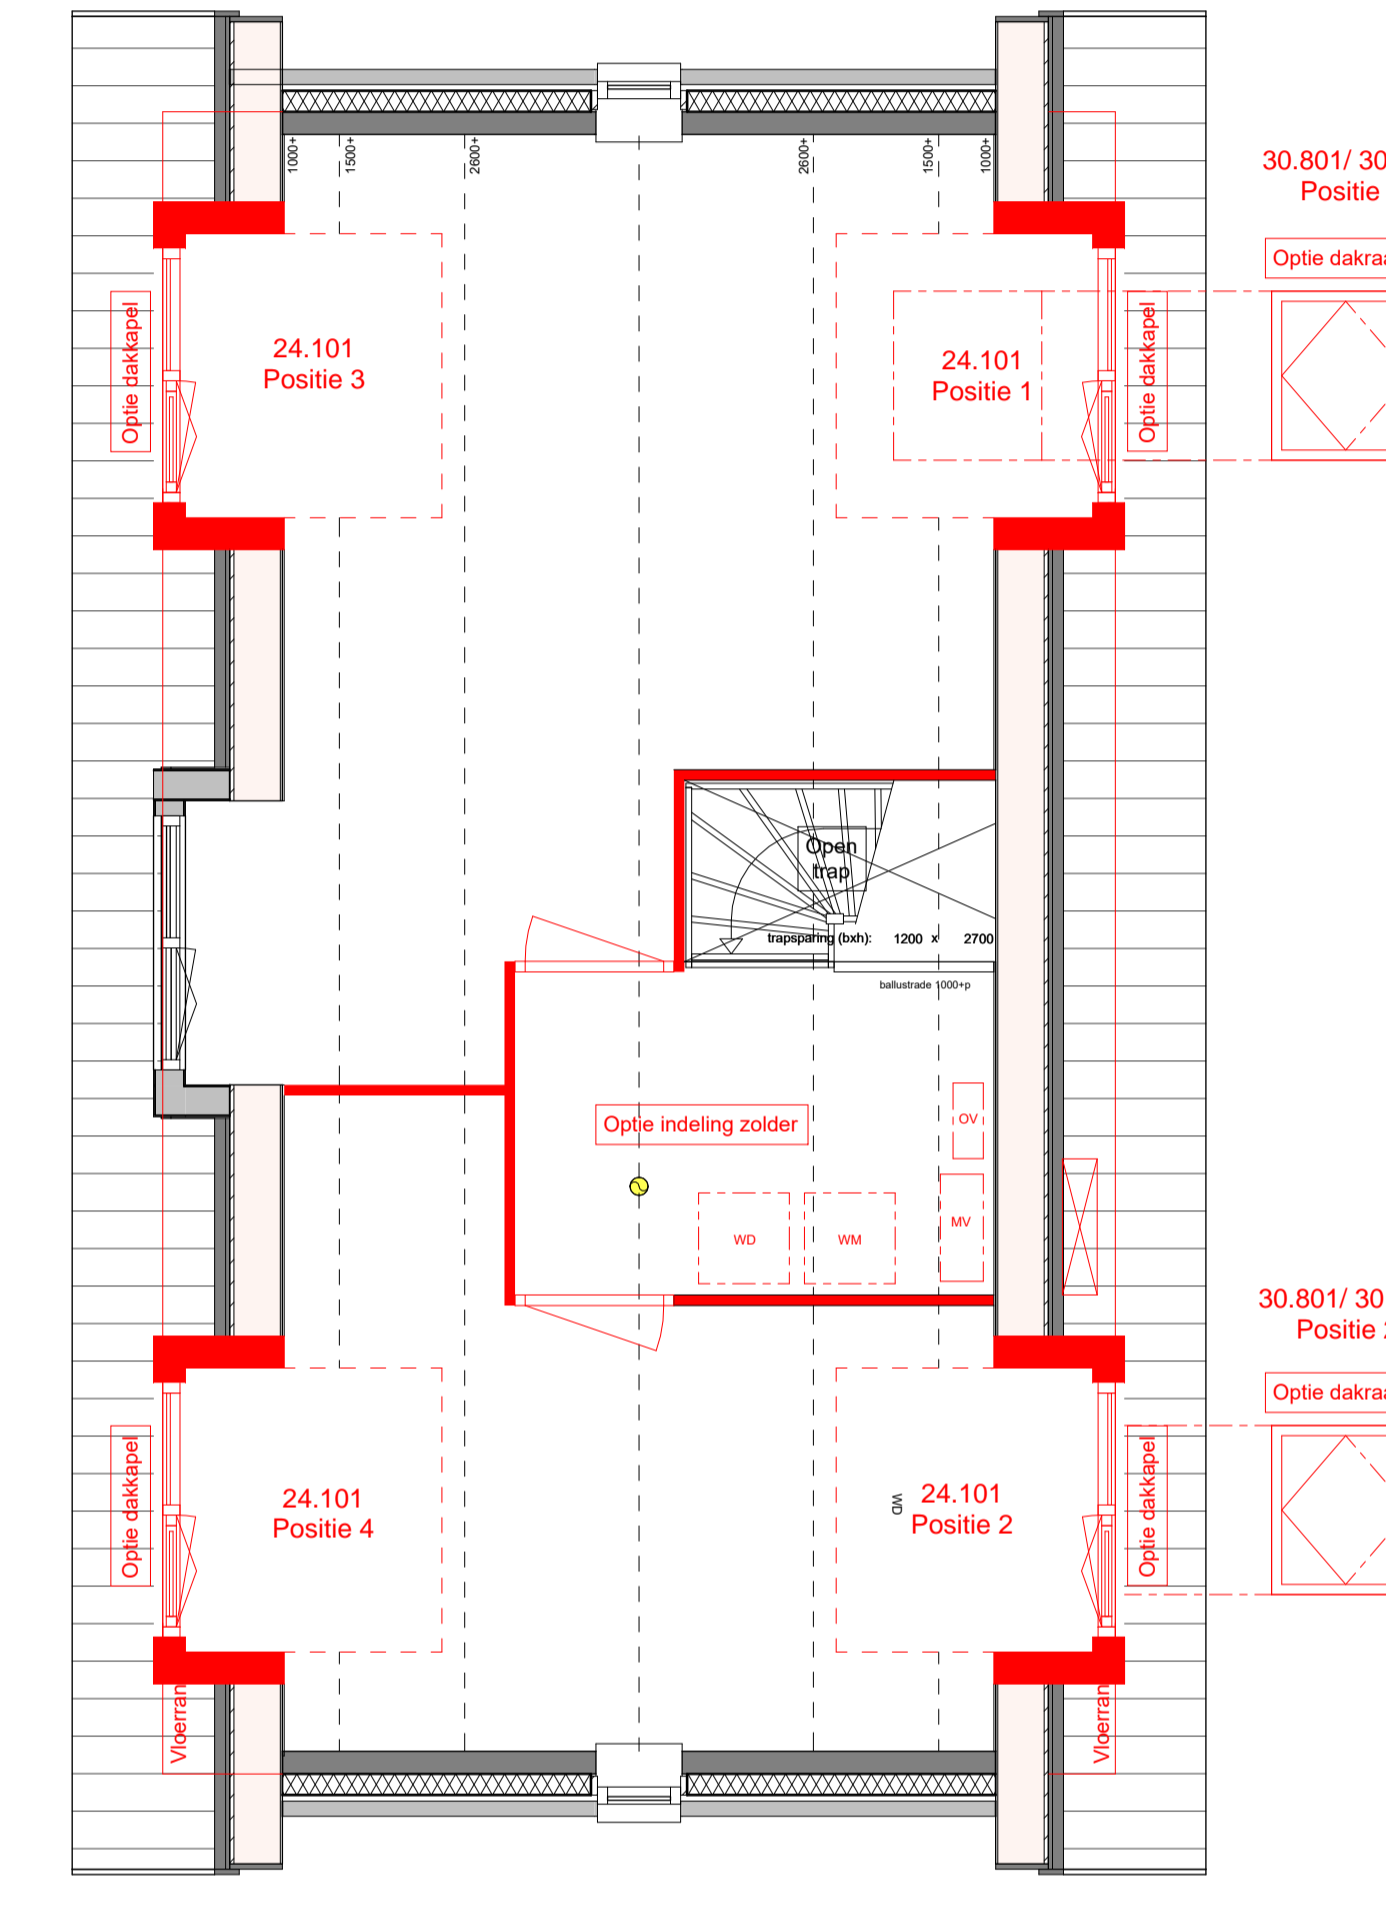 1000+
1500+
2600+
2600+
1500+
1000+
30.801/ 30
Positie
Optie dakraa
Optie dakkapel
24.101
Positie 3
24.101
Positie 1
Optie dakkapel
Open
trap
trapsparing (bxh): 1200 x 2700
ballustrade 1000+p
Optie indeling zolder
OV
MV
WD
WM
30.801/ 30
Positie
Optie dakraa
Optie dakkapel
24.101
Positie 4
WD
24.101
Positie 2
Optie dakkapel
Vloerran
Vloerran